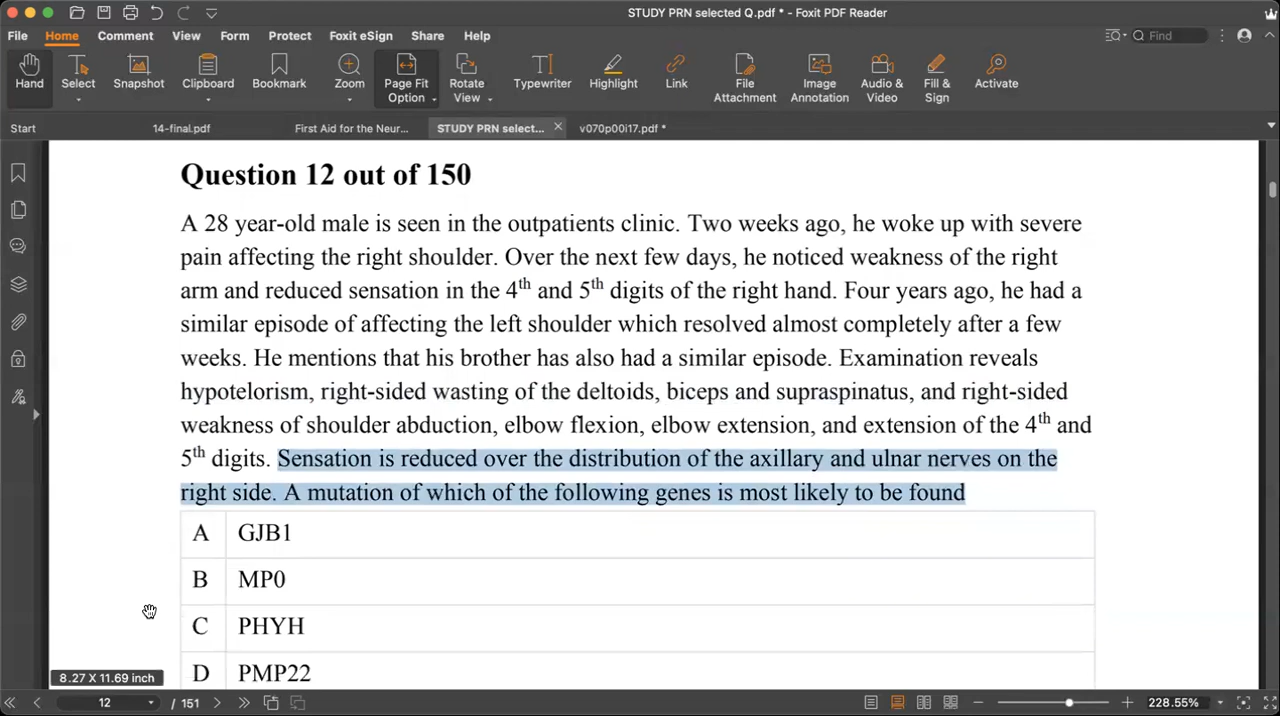 STUDY PRN selected Q.pdf * - Foxit PDF Reader
File Home Comment View Form Protect Foxit eSign Share Help
Find
Hand Select Snapshot Clipboard Bookmark Zoom Page Fit Option Rotate View Typewriter Highlight Link File Attachment Image Annotation Audio & Video Fill & Sign Activate
Start 14-final.pdf First Aid for the Neur... STUDY PRN select... v070p00i17.pdf *
Question 12 out of 150
A 28 year-old male is seen in the outpatients clinic. Two weeks ago, he woke up with severe
pain affecting the right shoulder. Over the next few days, he noticed weakness of the right
arm and reduced sensation in the 4th and 5th digits of the right hand. Four years ago, he had a
similar episode of affecting the left shoulder which resolved almost completely after a few
weeks. He mentions that his brother has also had a similar episode. Examination reveals
hypotelorism, right-sided wasting of the deltoids, biceps and supraspinatus, and right-sided
weakness of shoulder abduction, elbow flexion, elbow extension, and extension of the 4th and
5th digits. Sensation is reduced over the distribution of the axillary and ulnar nerves on the
right side. A mutation of which of the following genes is most likely to be found
A GJB1
B MP0
C PHYH
D PMP22
8.27 X 11.69 inch
12 / 151 228.55%